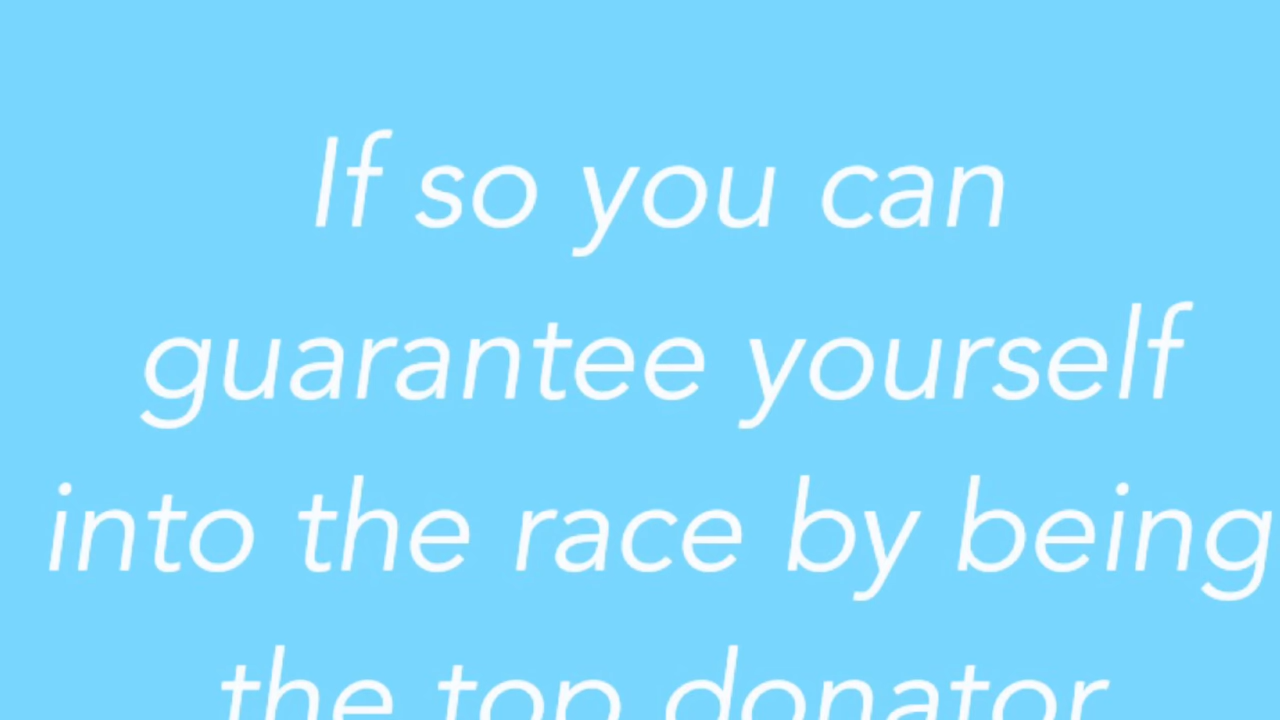 If so you can
guarantee yourself
into the race by being
the top donator